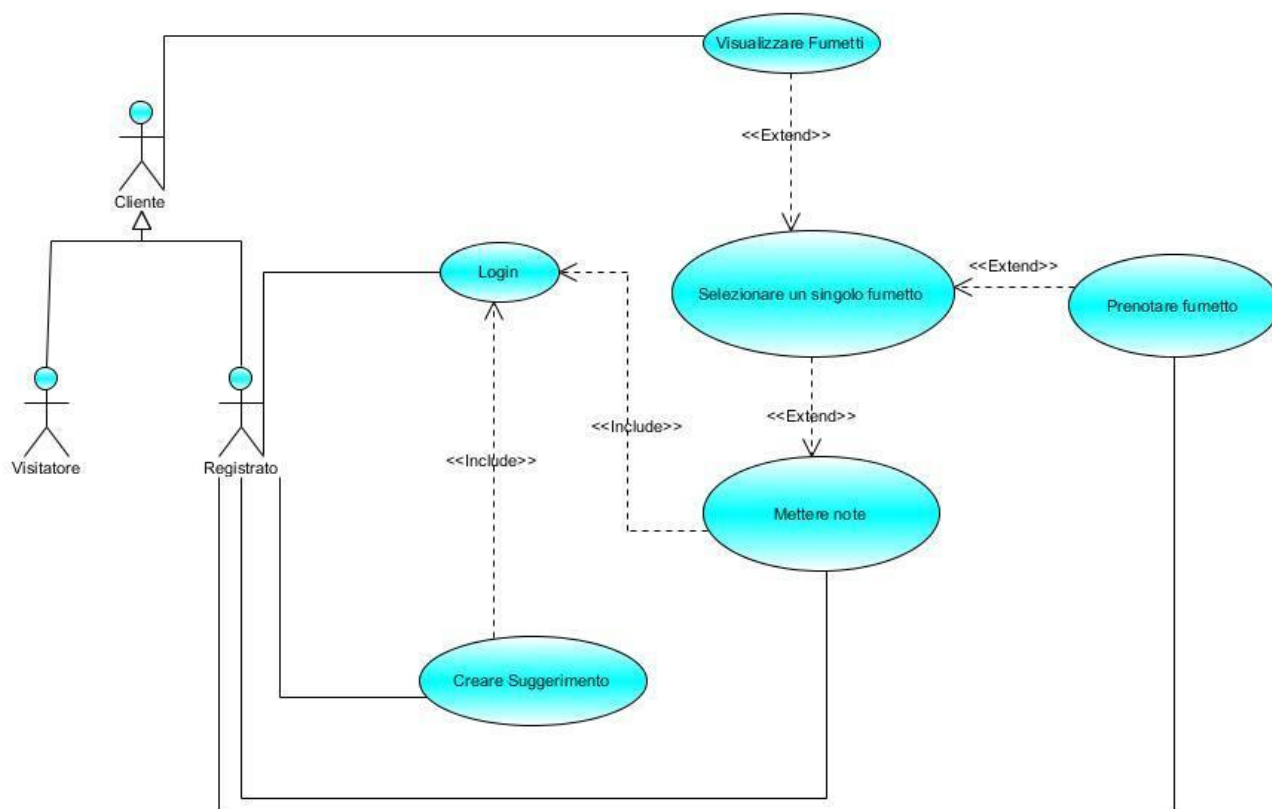 Visualizzare Fumetti
<<Extend>>
Cliente
Login
Selezionare un singolo fumetto
<<Extend>>
Prenotare fumetto
<<Extend>>
<<Include>>
Visitatore
Registrato
<<Include>>
Mettere note
Creare Suggerimento